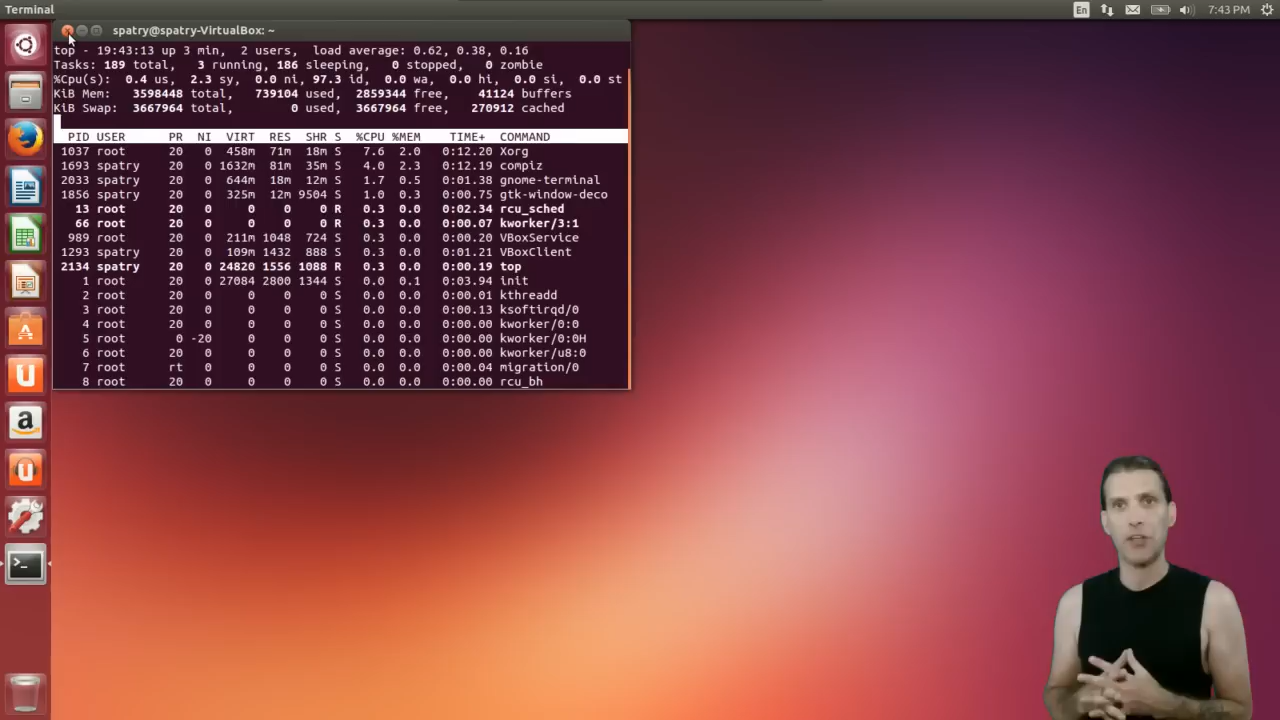 Terminal
En
7:43 PM
spatry@spatry-VirtualBox: ~
top - 19:43:13 up 3 min,  2 users,  load average: 0.62, 0.38, 0.16
Tasks: 189 total,   3 running, 186 sleeping,   0 stopped,   0 zombie
%Cpu(s):  0.4 us,  2.3 sy,  0.0 ni, 97.3 id,  0.0 wa,  0.0 hi,  0.0 si,  0.0 st
KiB Mem:   3598448 total,   739104 used,  2859344 free,    41124 buffers
KiB Swap:  3667964 total,        0 used,  3667964 free,   270912 cached
PID USER      PR  NI  VIRT  RES  SHR S  %CPU %MEM    TIME+  COMMAND
1037 root      20   0  458m  71m  18m S   7.6  2.0   0:12.20 Xorg
1693 spatry    20   0 1632m  81m  35m S   4.0  2.3   0:12.19 compiz
2033 spatry    20   0  644m  18m  12m S   1.7  0.5   0:01.38 gnome-terminal
1856 spatry    20   0  325m  12m 9504 S   1.0  0.3   0:00.75 gtk-window-deco
13 root      20   0     0    0    0 R   0.3  0.0   0:02.34 rcu_sched
66 root      20   0     0    0    0 R   0.3  0.0   0:00.07 kworker/3:1
989 root      20   0  211m 1048  724 S   0.3  0.0   0:00.20 VBoxService
1293 spatry    20   0  109m 1432  888 S   0.3  0.0   0:01.21 VBoxClient
2134 spatry    20   0 24820 1556 1088 R   0.3  0.0   0:00.19 top
1 root      20   0 27084 2800 1344 S   0.0  0.1   0:03.94 init
2 root      20   0     0    0    0 S   0.0  0.0   0:00.01 kthreadd
3 root      20   0     0    0    0 S   0.0  0.0   0:00.13 ksoftirqd/0
4 root      20   0     0    0    0 S   0.0  0.0   0:00.00 kworker/0:0
5 root       0 -20     0    0    0 S   0.0  0.0   0:00.00 kworker/0:0H
6 root      20   0     0    0    0 S   0.0  0.0   0:00.00 kworker/u8:0
7 root      rt   0     0    0    0 S   0.0  0.0   0:00.04 migration/0
8 root      20   0     0    0    0 S   0.0  0.0   0:00.00 rcu_bh